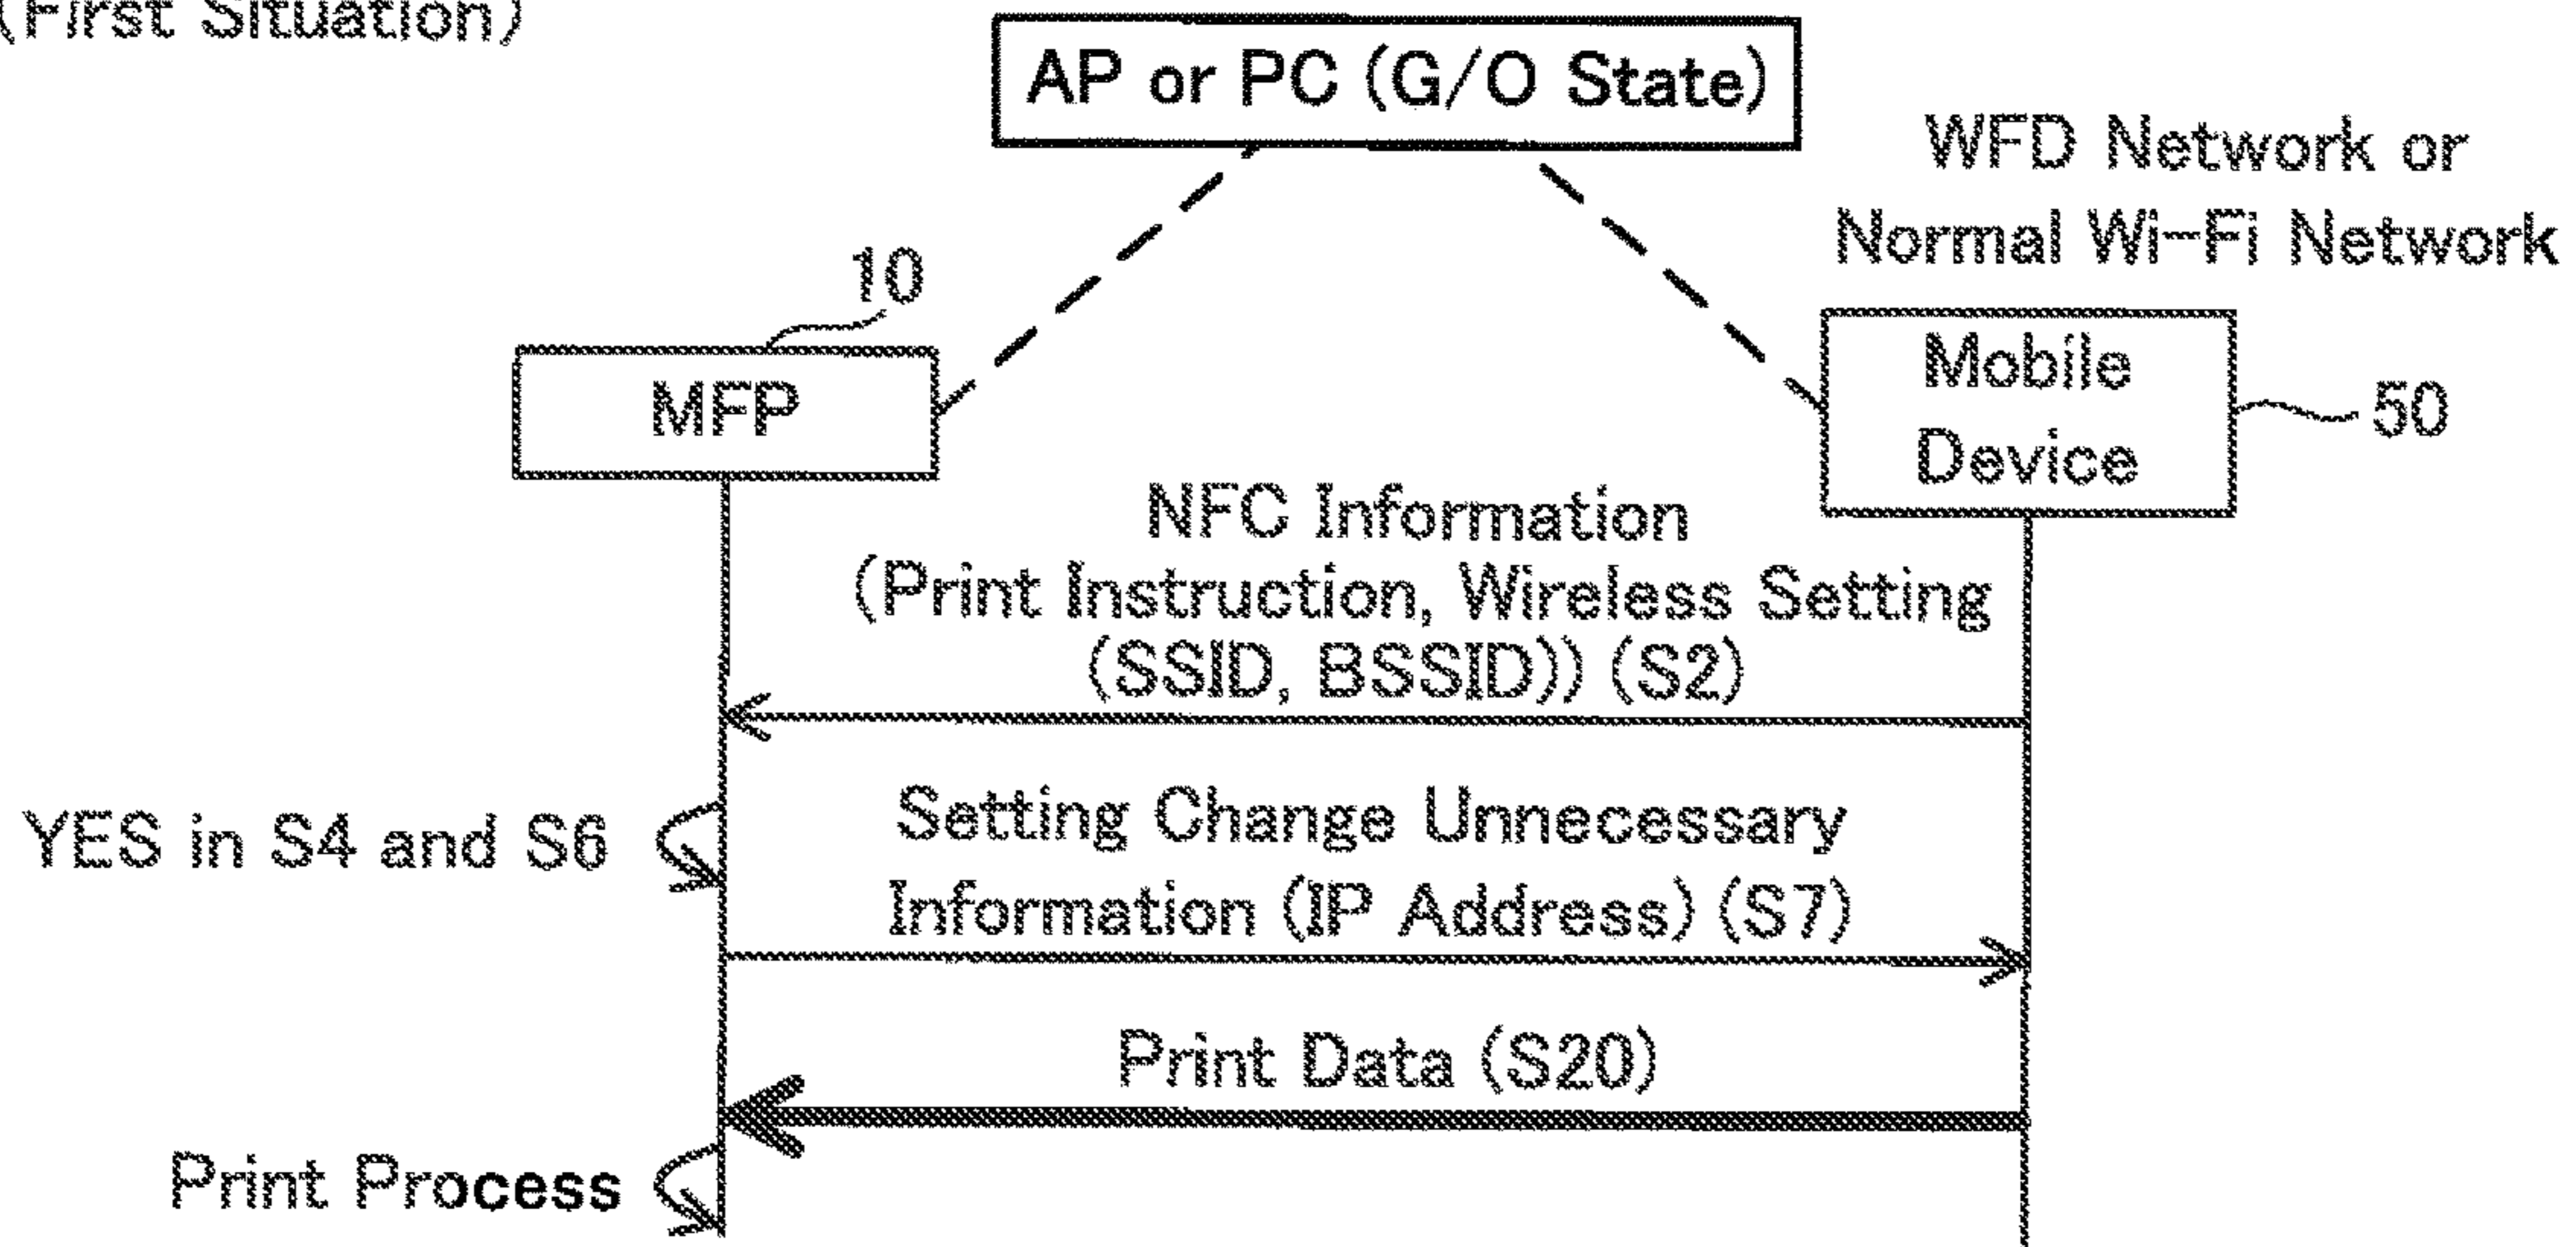 (First Situation)
AP or PC (G/O State)
WFD Network or
Normal Wi-Fi Network
10
MFP
Mobile
Device
50
NFC Information
(Print Instruction, Wireless Setting
(SSID, BSSID)) (S2)
YES in S4 and S6
Setting Change Unnecessary
Information (IP Address) (S7)
Print Data (S20)
Print Process